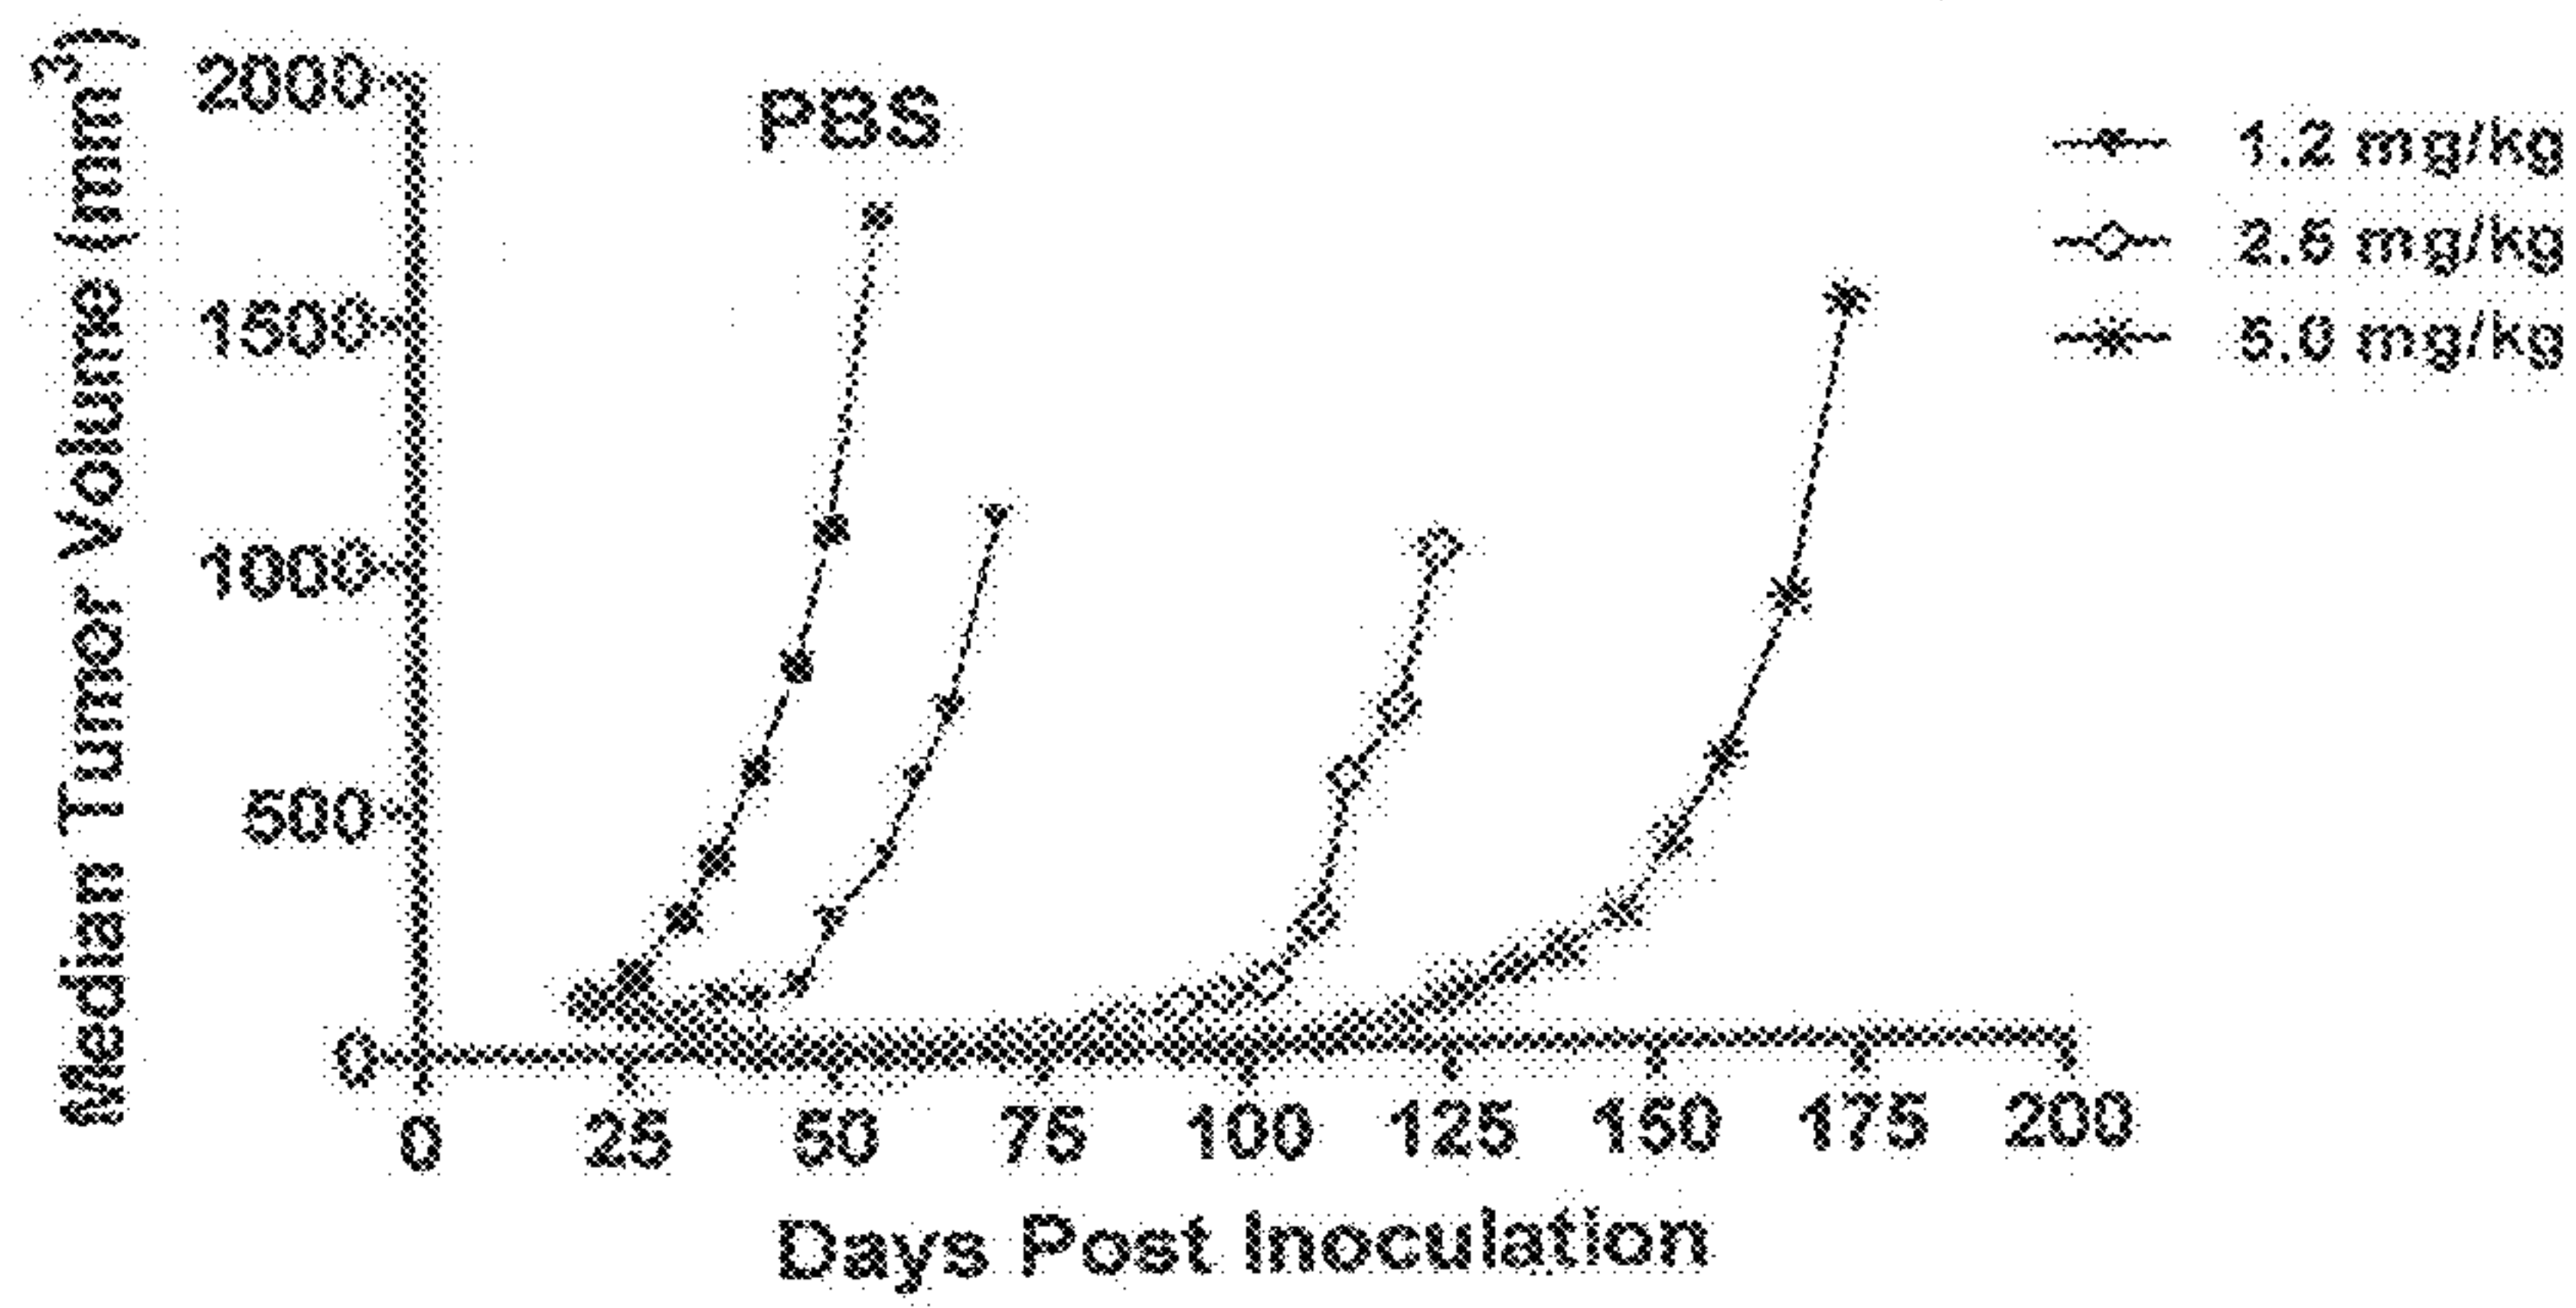 Median Tumor Volume (mm3)
2000
1500
1000
500
0
PBS
1.2 mg/kg
2.5 mg/kg
5.0 mg/kg
0 25 50 75 100 125 150 175 200
Days Post Inoculation